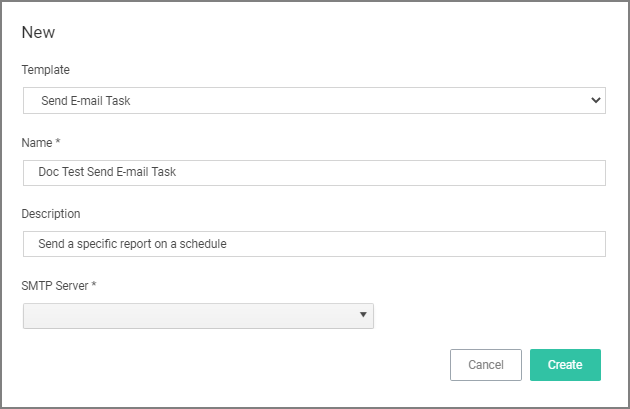 New
Template
Send E-mail Task
Name *
Doc Test Send E-mail Task
Description
Send a specific report on a schedule
SMTP Server *
Cancel Create